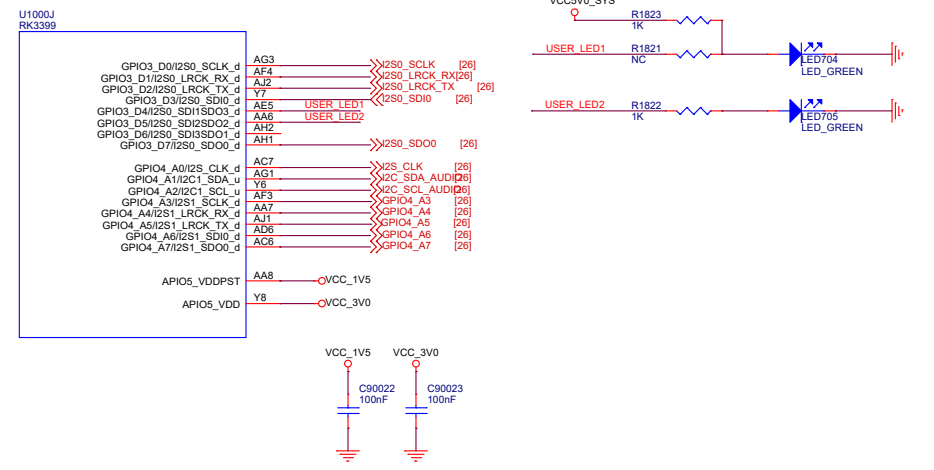 U1000J
RK3399
GPIO3_D0/I2S0_SCLK_d AG3 I2S0_SCLK [26]
GPIO3_D1/I2S0_LRCK_RX_d AF4 I2S0_LRCK_RX[26]
GPIO3_D2/I2S0_LRCK_TX_d AJ2 I2S0_LRCK_TX [26]
GPIO3_D3/I2S0_SDI0_d Y7 I2S0_SDI0 [26]
GPIO3_D4/I2S0_SDI1SDO3_d AE5 USER_LED1
GPIO3_D5/I2S0_SDI2SDO2_d AA6 USER_LED2
GPIO3_D6/I2S0_SDI3SDO1_d AH2
GPIO3_D7/I2S0_SDO0_d AH1 I2S0_SDO0 [26]
GPIO4_A0/I2S_CLK_d AC7 I2S_CLK [26]
GPIO4_A1/I2C1_SDA_u AG1 I2C_SDA_AUDIO [26]
GPIO4_A2/I2C1_SCL_u Y6 I2C_SCL_AUDIO [26]
GPIO4_A3/I2S1_SCLK_d AF3 GPIO4_A3 [26]
GPIO4_A4/I2S1_LRCK_RX_d AA7 GPIO4_A4 [26]
GPIO4_A5/I2S1_LRCK_TX_d AJ1 GPIO4_A5 [26]
GPIO4_A6/I2S1_SDI0_d AD6 GPIO4_A6 [26]
GPIO4_A7/I2S1_SDO0_d AC6 GPIO4_A7 [26]
APIO5_VDDPST AA8 VCC_1V5
APIO5_VDD Y8 VCC_3V0
VCC_1V5 VCC_3V0
C90022 C90023
100nF 100nF
VCC5V0_SYS
R1823
1K
USER_LED1 R1821
NC
LED704
LED_GREEN
USER_LED2 R1822
1K
LED705
LED_GREEN